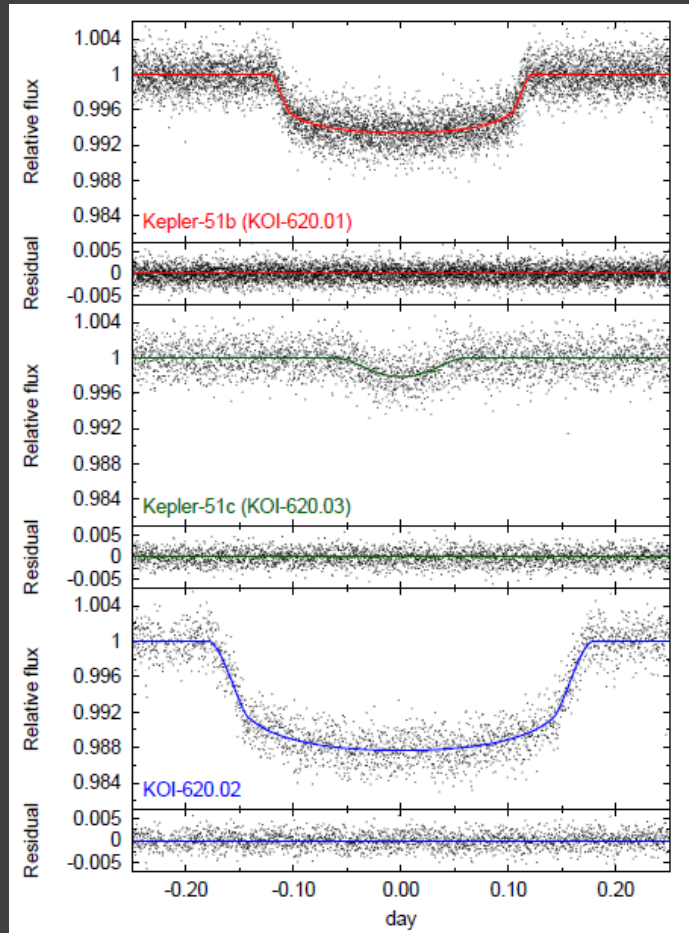 1.004
1
0.996
0.992
0.988
0.984
Relative flux
Kepler-51b (KOI-620.01)
0.005
0
-0.005
Residual
1.004
1
0.996
0.992
0.988
0.984
Relative flux
Kepler-51c (KOI-620.03)
0.005
0
-0.005
Residual
1.004
1
0.996
0.992
0.988
0.984
Relative flux
KOI-620.02
0.005
0
-0.005
Residual
-0.20 -0.10 0.00 0.10 0.20
day